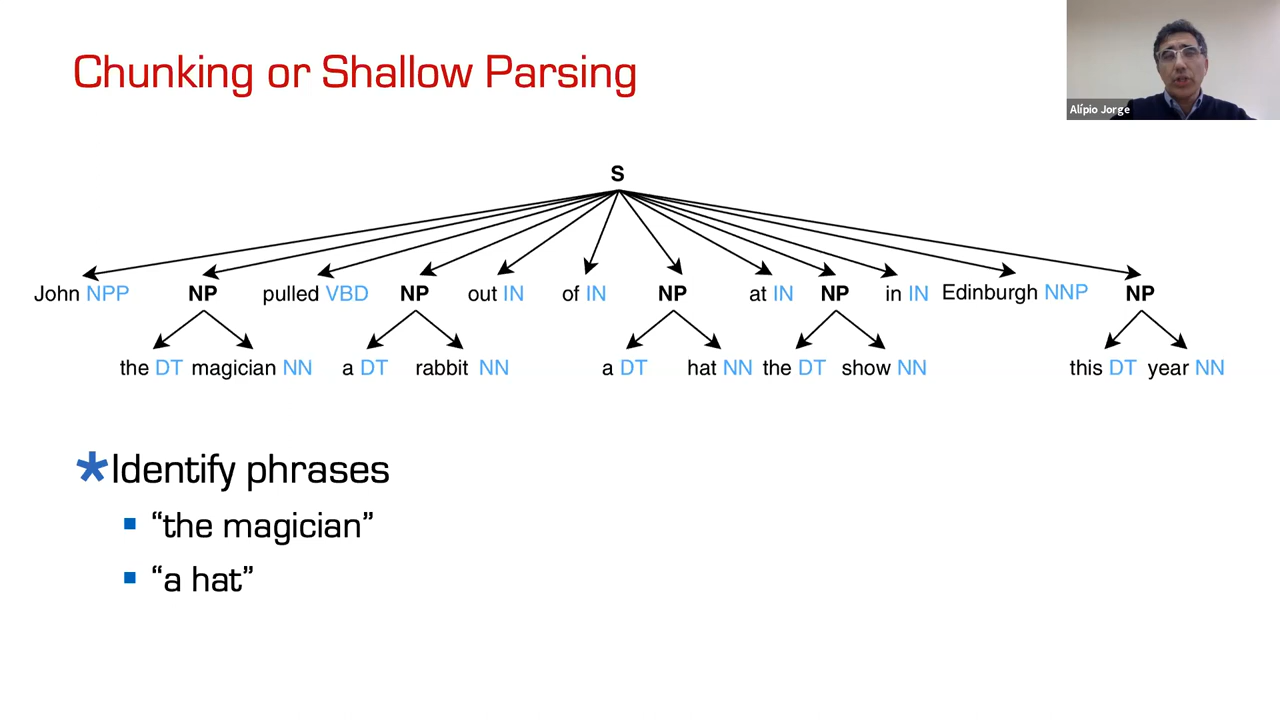 Chunking or Shallow Parsing
Alípio Jorge
S
John NPP NP pulled VBD NP out IN of IN NP at IN NP in IN Edinburgh NNP NP
the DT magician NN a DT rabbit NN a DT hat NN the DT show NN this DT year NN
*Identify phrases
▪ “the magician”
▪ “a hat”